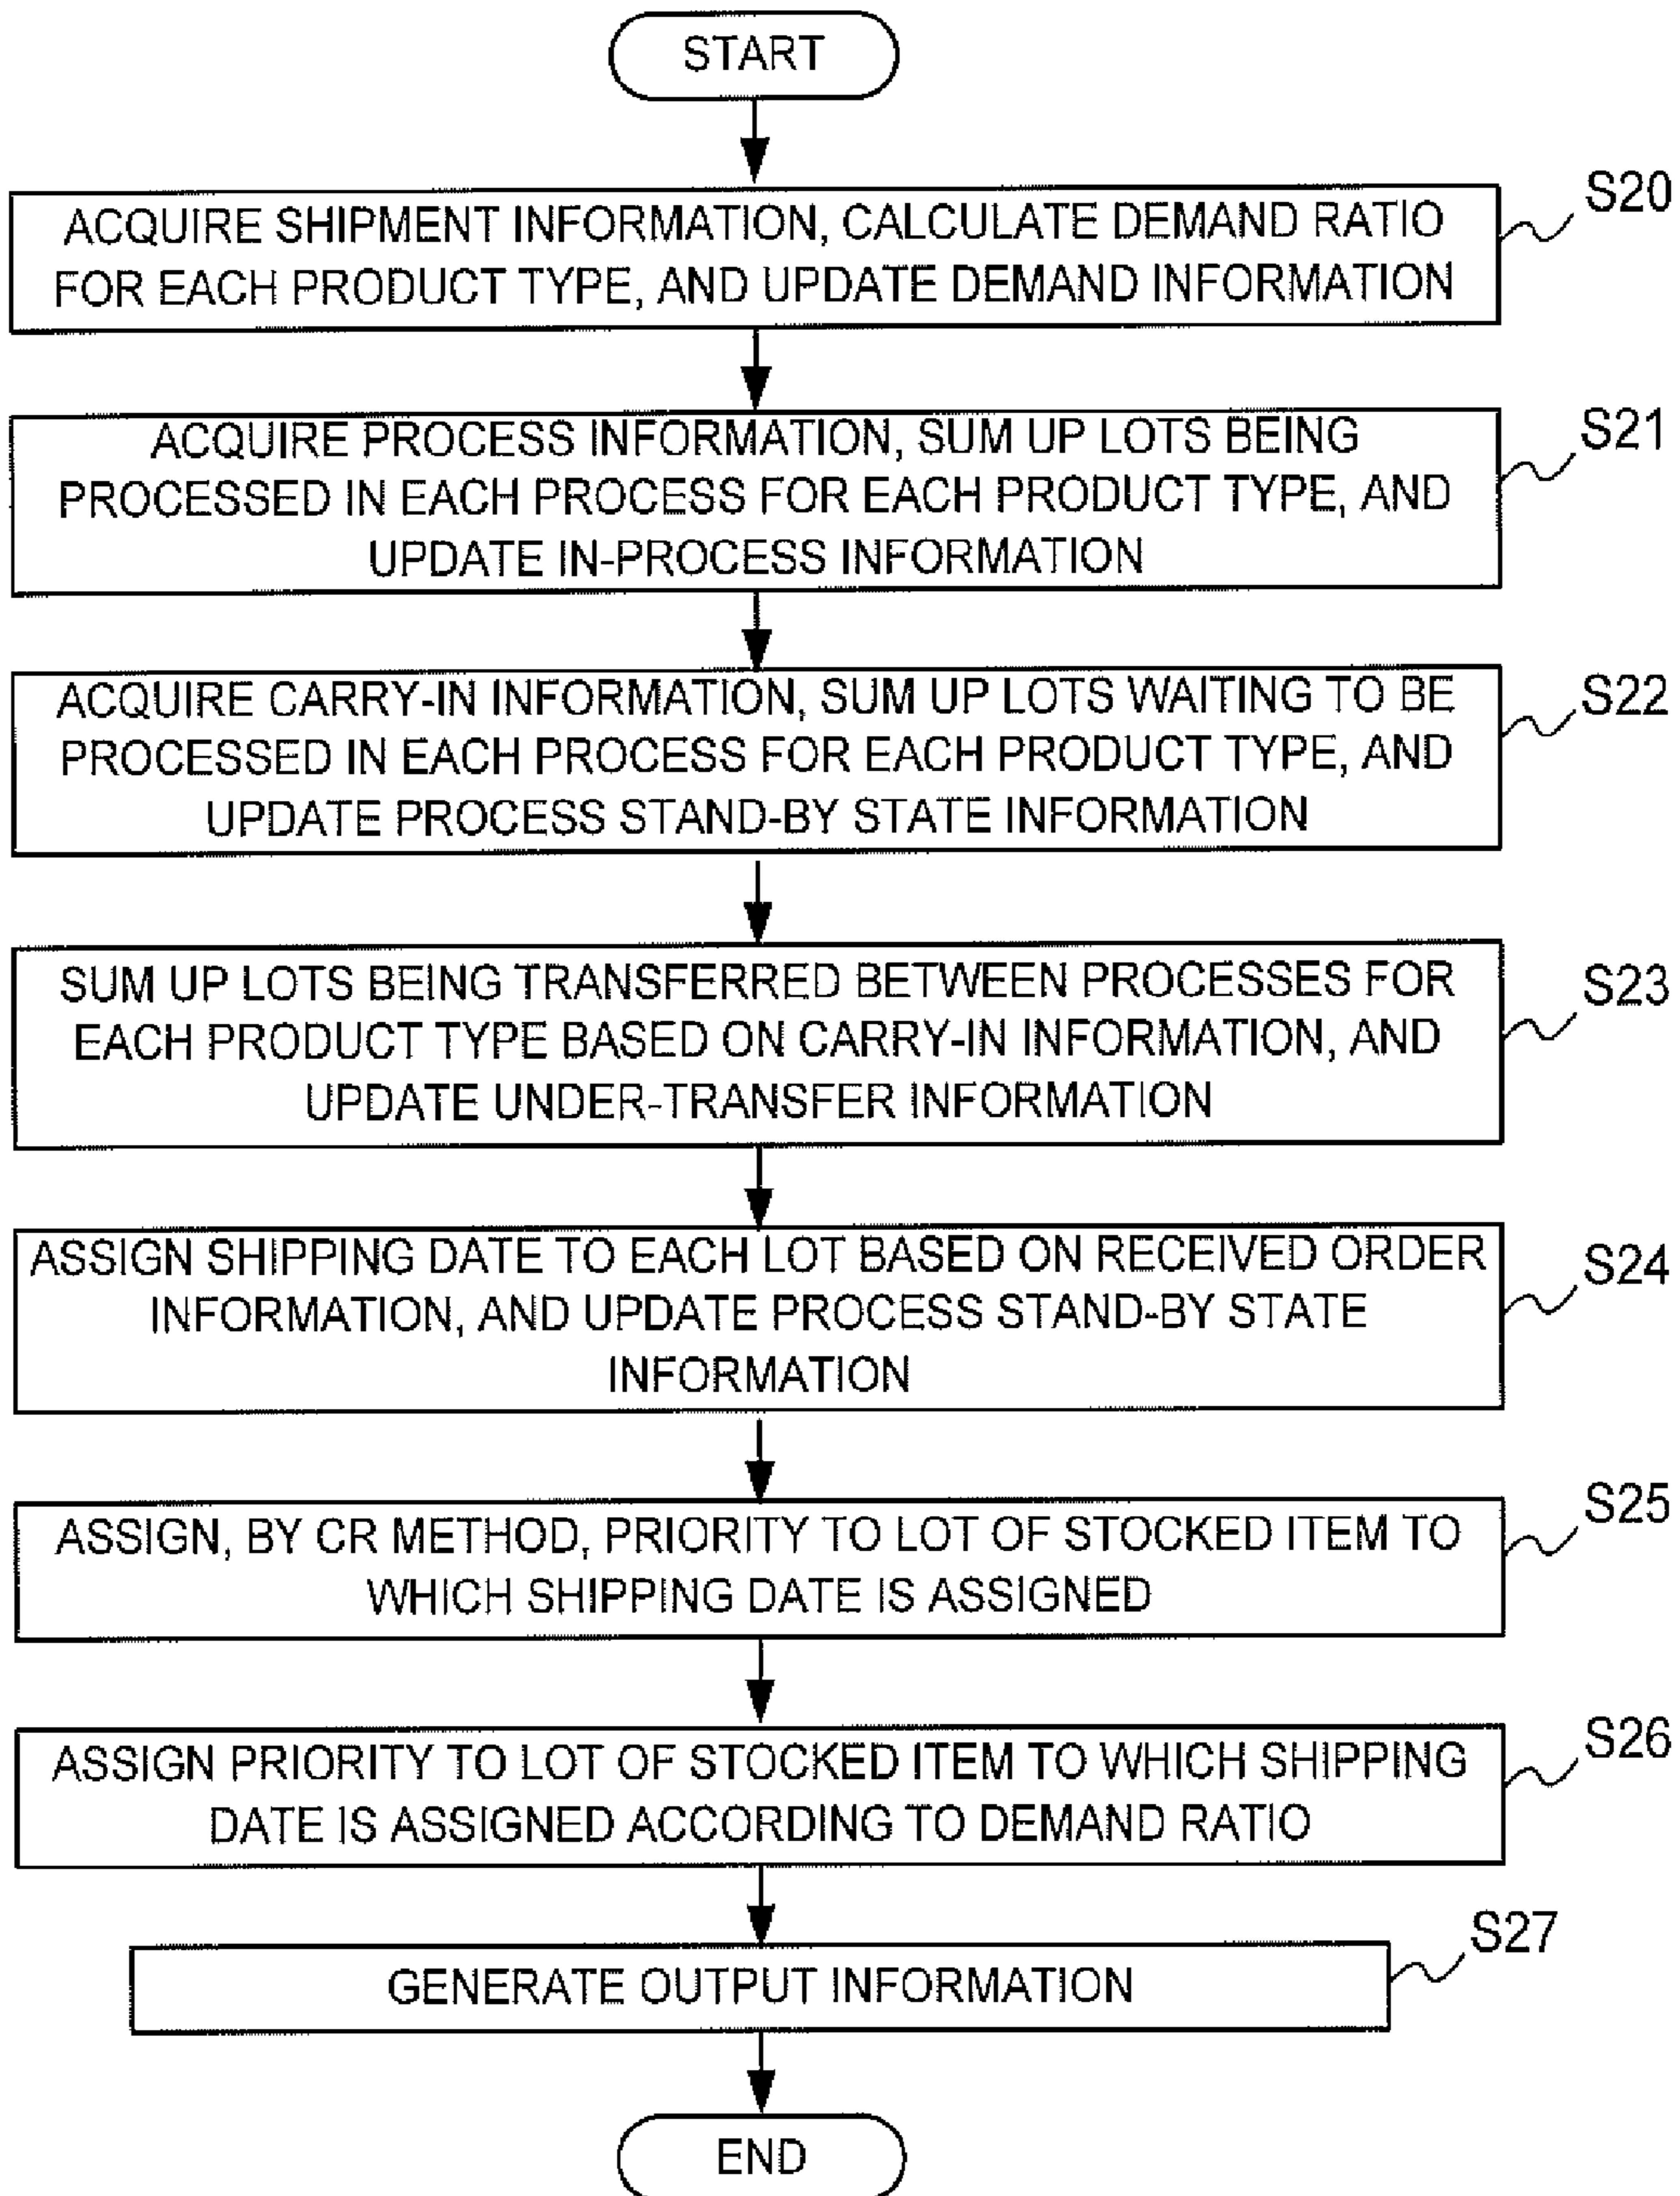 START
S20
ACQUIRE SHIPMENT INFORMATION, CALCULATE DEMAND RATIO
FOR EACH PRODUCT TYPE, AND UPDATE DEMAND INFORMATION
S21
ACQUIRE PROCESS INFORMATION, SUM UP LOTS BEING
PROCESSED IN EACH PROCESS FOR EACH PRODUCT TYPE, AND
UPDATE IN-PROCESS INFORMATION
S22
ACQUIRE CARRY-IN INFORMATION, SUM UP LOTS WAITING TO BE
PROCESSED IN EACH PROCESS FOR EACH PRODUCT TYPE, AND
UPDATE PROCESS STAND-BY STATE INFORMATION
S23
SUM UP LOTS BEING TRANSFERRED BETWEEN PROCESSES FOR
EACH PRODUCT TYPE BASED ON CARRY-IN INFORMATION, AND
UPDATE UNDER-TRANSFER INFORMATION
S24
ASSIGN SHIPPING DATE TO EACH LOT BASED ON RECEIVED ORDER
INFORMATION, AND UPDATE PROCESS STAND-BY STATE
INFORMATION
S25
ASSIGN, BY CR METHOD, PRIORITY TO LOT OF STOCKED ITEM TO
WHICH SHIPPING DATE IS ASSIGNED
S26
ASSIGN PRIORITY TO LOT OF STOCKED ITEM TO WHICH SHIPPING
DATE IS ASSIGNED ACCORDING TO DEMAND RATIO
S27
GENERATE OUTPUT INFORMATION
END